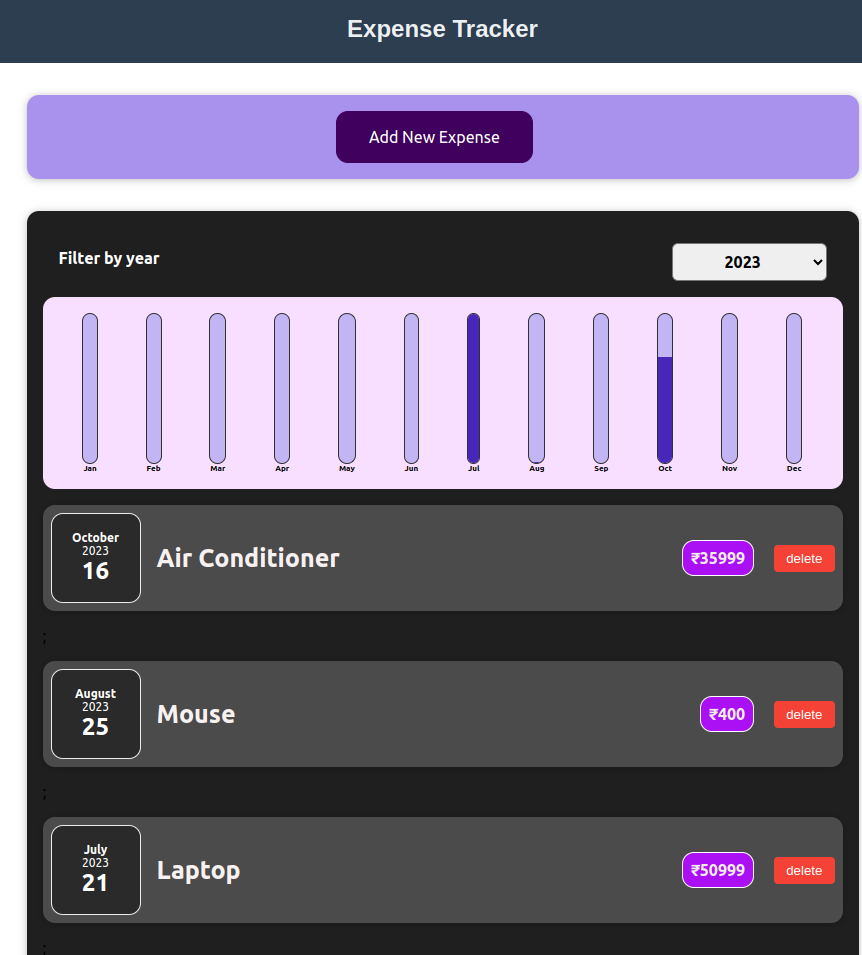 Expense Tracker
Add New Expense
Filter by year
2023
Jan Feb Mar Apr May Jun Jul Aug Sep Oct Nov Dec
October
2023
16
Air Conditioner
₹35999
delete
;
August
2023
25
Mouse
₹400
delete
;
July
2023
21
Laptop
₹50999
delete
;